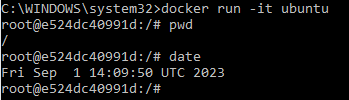 C:\WINDOWS\system32>docker run -it ubuntu
root@e524dc40991d:/# pwd
/
root@e524dc40991d:/# date
Fri Sep  1 14:09:50 UTC 2023
root@e524dc40991d:/#